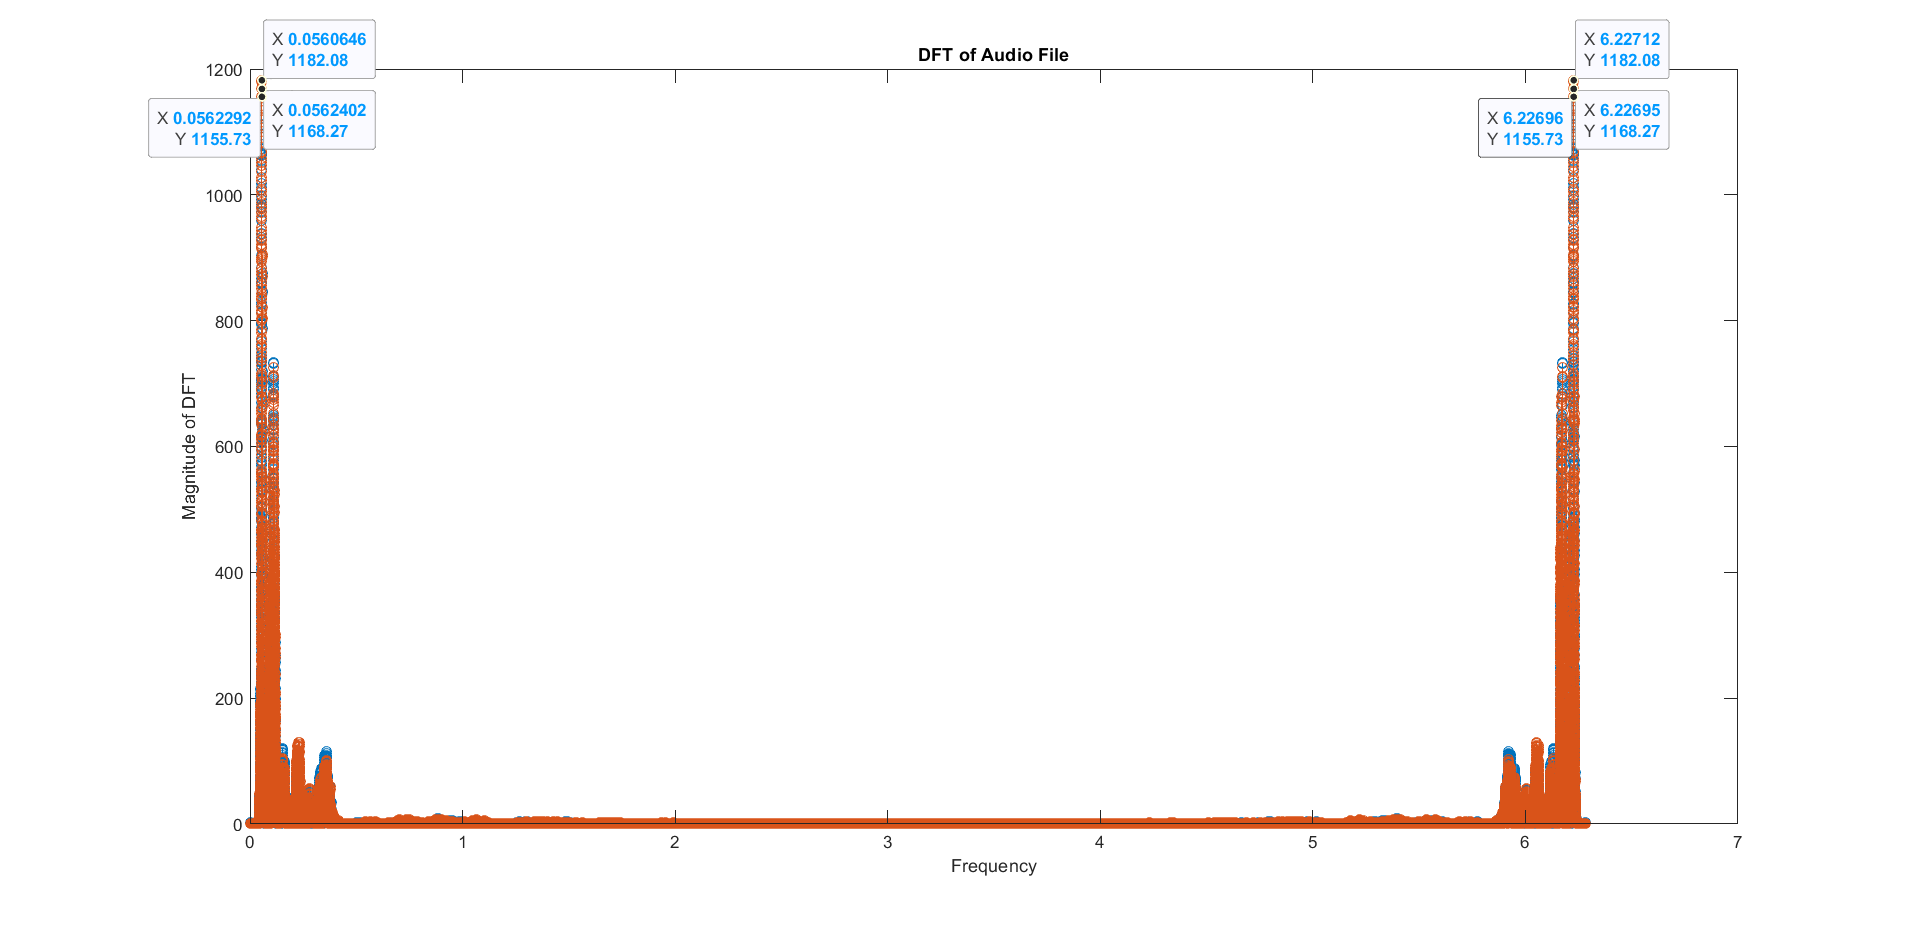 X 0.0560646
Y 1182.08
X 6.22712
Y 1182.08
DFT of Audio File
X 0.0562292
Y 1155.73
X 0.0562402
Y 1168.27
X 6.22696
Y 1155.73
X 6.22695
Y 1168.27
1200
1000
800
600
400
200
0
Magnitude of DFT
0 1 2 3 4 5 6 7
Frequency